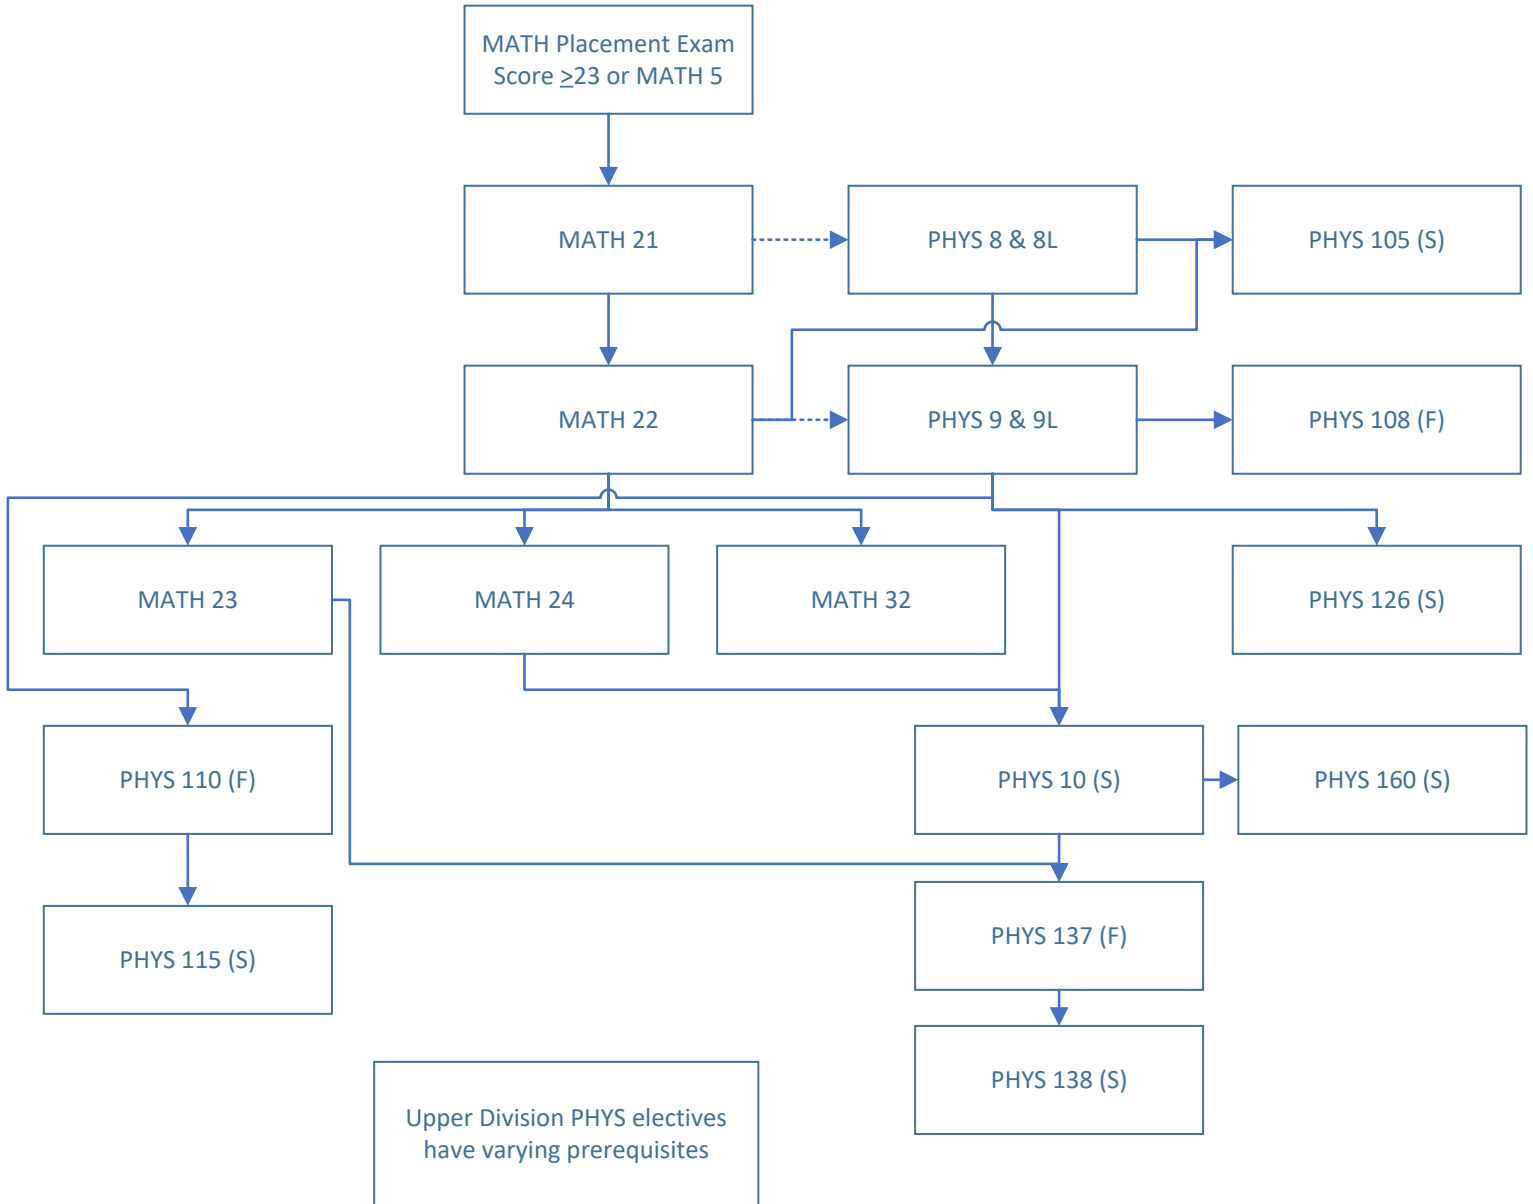 MATH Placement Exam
Score ≥23 or MATH 5
MATH 21
PHYS 8 & 8L
PHYS 105 (S)
MATH 22
PHYS 9 & 9L
PHYS 108 (F)
MATH 23
MATH 24
MATH 32
PHYS 126 (S)
PHYS 110 (F)
PHYS 10 (S)
PHYS 160 (S)
PHYS 115 (S)
PHYS 137 (F)
PHYS 138 (S)
Upper Division PHYS electives
have varying prerequisites